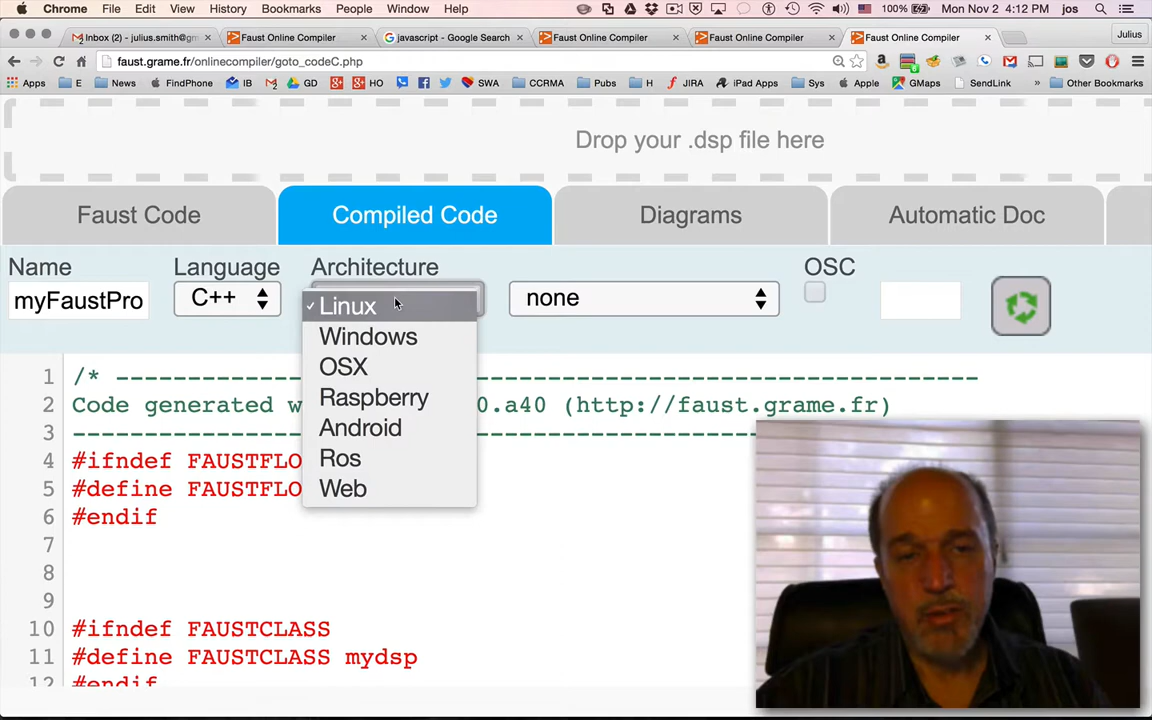 Chrome File Edit View History Bookmarks People Window Help 100% Mon Nov 2 4:12 PM jos
Inbox (2) - julius.smith@gm Faust Online Compiler javascript - Google Search Faust Online Compiler Faust Online Compiler Faust Online Compiler Julius
faust.grame.fr/onlinecompiler/goto_codeC.php
Apps E News FindPhone IB GD HO SWA CCRMA Pubs H JIRA iPad Apps Sys Apple GMaps SendLink » Other Bookmarks
Drop your .dsp file here
Faust Code Compiled Code Diagrams Automatic Doc
Name Language Architecture OSC
myFaustPro C++ none
✓ Linux
Windows
OSX
Raspberry
Android
Ros
Web
1 /* ----------------------------------------
2 Code generated w 0.a40 (http://faust.grame.fr)
3 ----------------------------------------
4 #ifndef FAUSTFLO
5 #define FAUSTFLO
6 #endif
7
8
9
10 #ifndef FAUSTCLASS
11 #define FAUSTCLASS mydsp
12 #endif